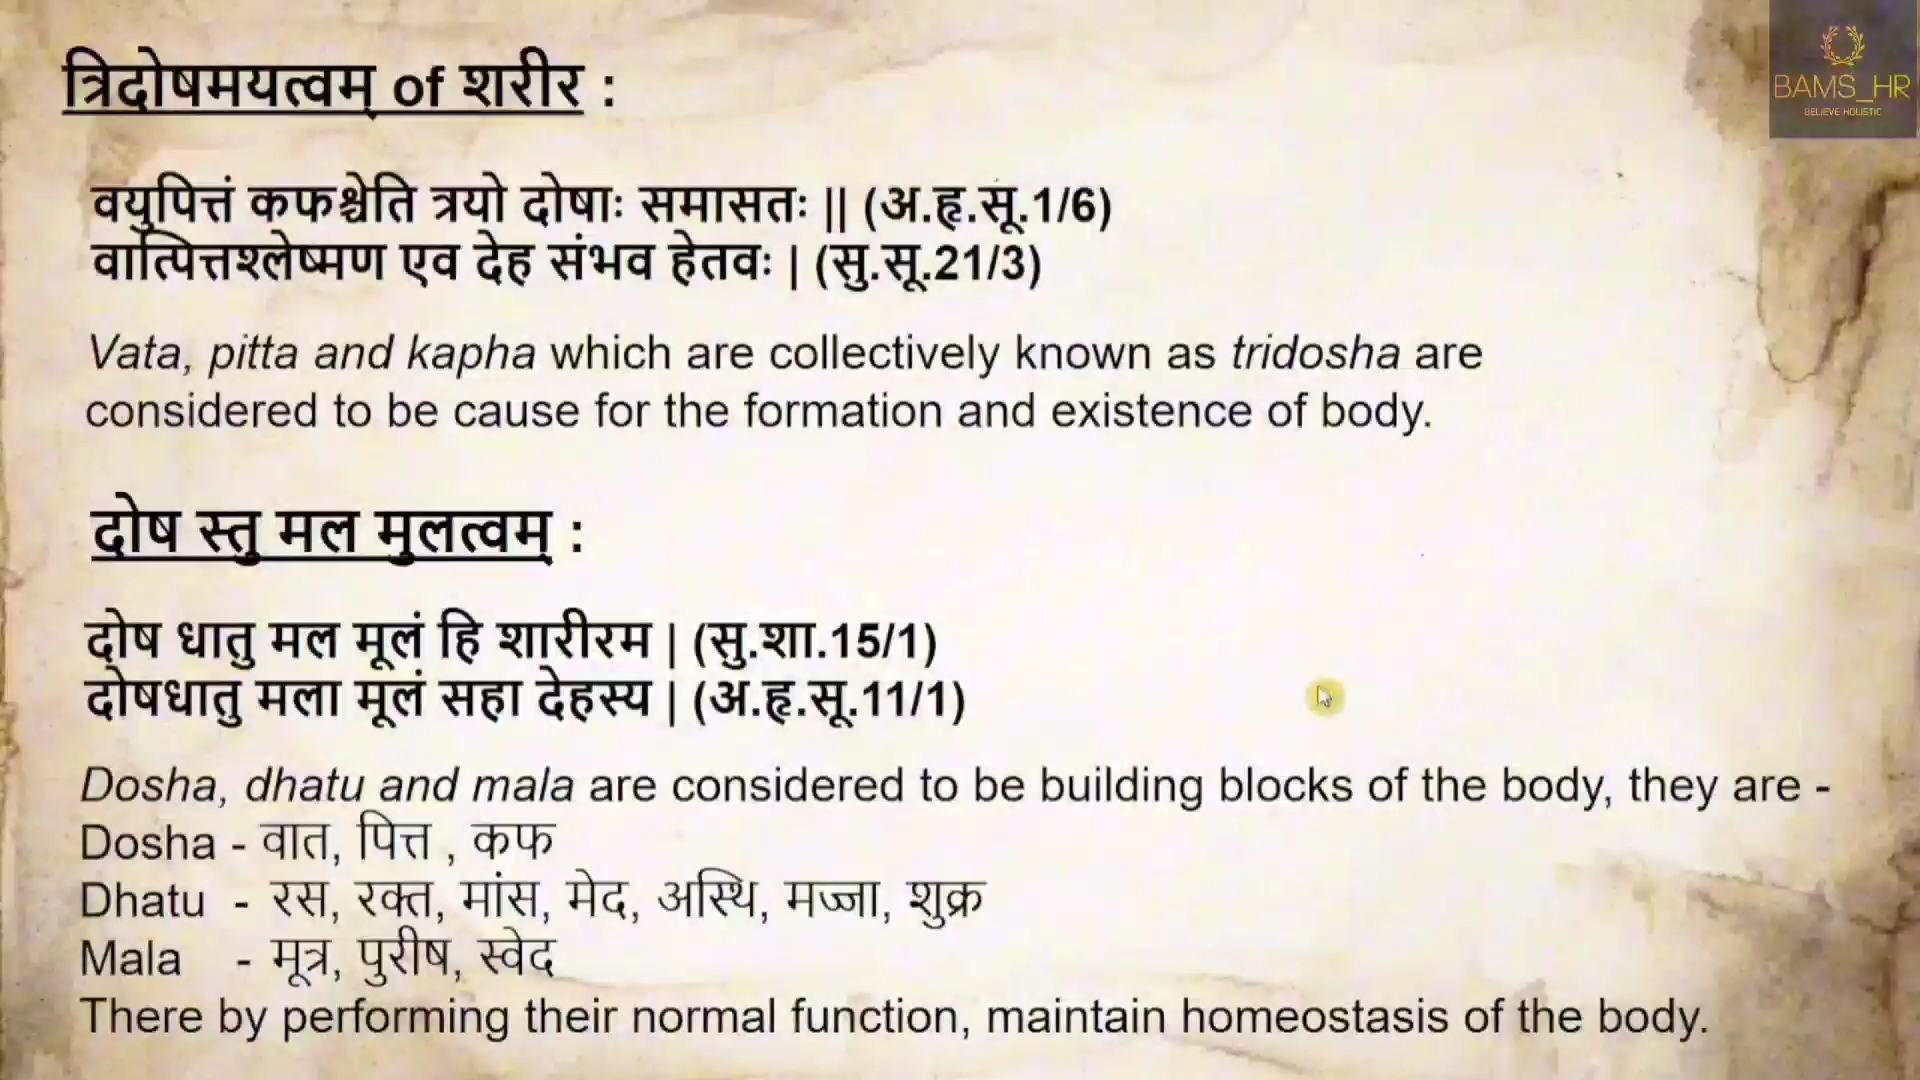 त्रिदोषमयत्वम् of शरीर :
BAMS_HR
BELIEVE HOLISTIC
वयुपित्तं कफश्चेति त्रयो दोषाः समासतः || (अ.हृ.सू.1/6)
वात्पित्तश्लेष्मण एव देह संभव हेतवः | (सु.सू.21/3)
Vata, pitta and kapha which are collectively known as tridosha are
considered to be cause for the formation and existence of body.
दोष स्तु मल मुलत्वम् :
दोष धातु मल मूलं हि शारीरम | (सु.शा.15/1)
दोषधातु मला मूलं सहा देहस्य | (अ.हृ.सू.11/1)
Dosha, dhatu and mala are considered to be building blocks of the body, they are -
Dosha - वात, पित्त , कफ
Dhatu - रस, रक्त, मांस, मेद, अस्थि, मज्जा, शुक्र
Mala - मूत्र, पुरीष, स्वेद
There by performing their normal function, maintain homeostasis of the body.